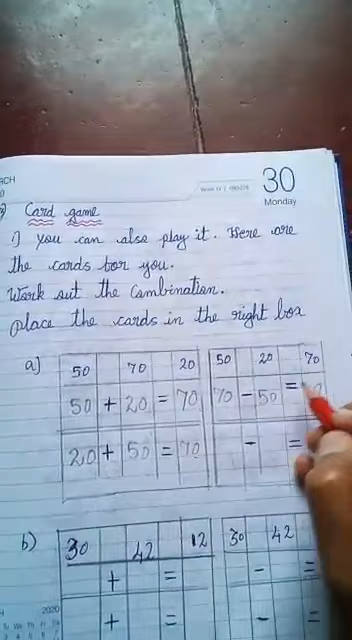 RCH
Week 14 | 
30
Monday
Card game
1) you can also play it. Here are
the cards for you.
Work out the Combination.
place the cards in the right box
a) 50 70 20 50 20 70
50 + 20 = 70 70 - 50 =
20 + 50 = 70 - =
b) 30 42 12 30 42
+ = - =
+ = - =
2020